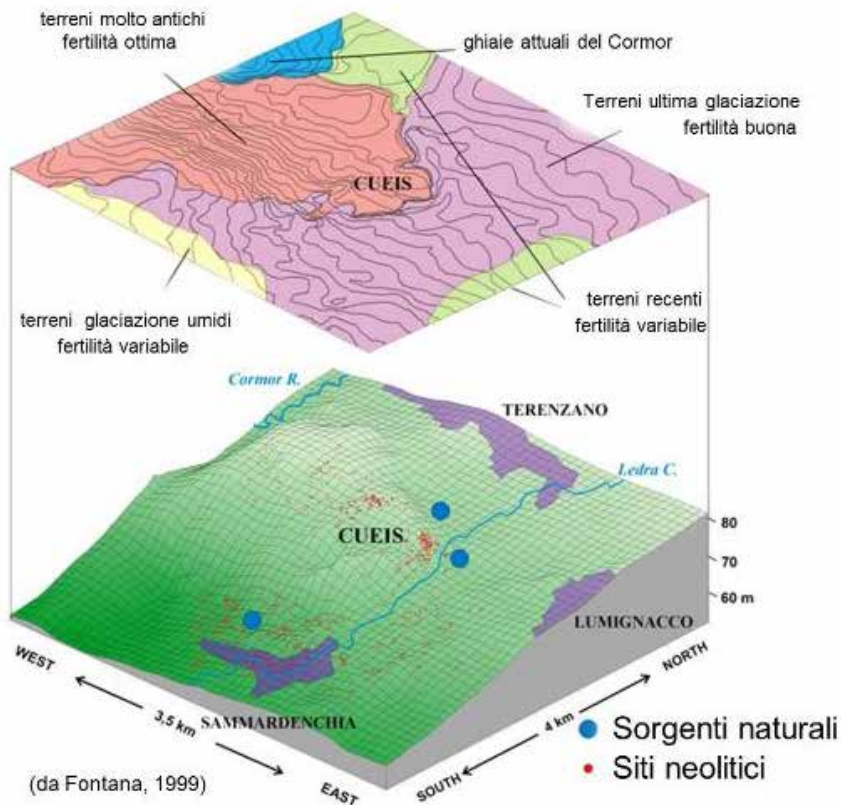 terreni molto antichi
fertilità ottima
ghiaie attuali del Cormor
Terreni ultima glaciazione
fertilità buona
CUEIS
terreni glaciazione umidi
fertilità variabile
terreni recenti
fertilità variabile
Cormor R.
TERENZANO
Ledra C.
CUEIS
80
70
60 m
LUMIGNACCO
WEST
NORTH
3,5 km
SAMMARDENCHIA
4 km
EAST
SOUTH
Sorgenti naturali
Siti neolitici
(da Fontana, 1999)